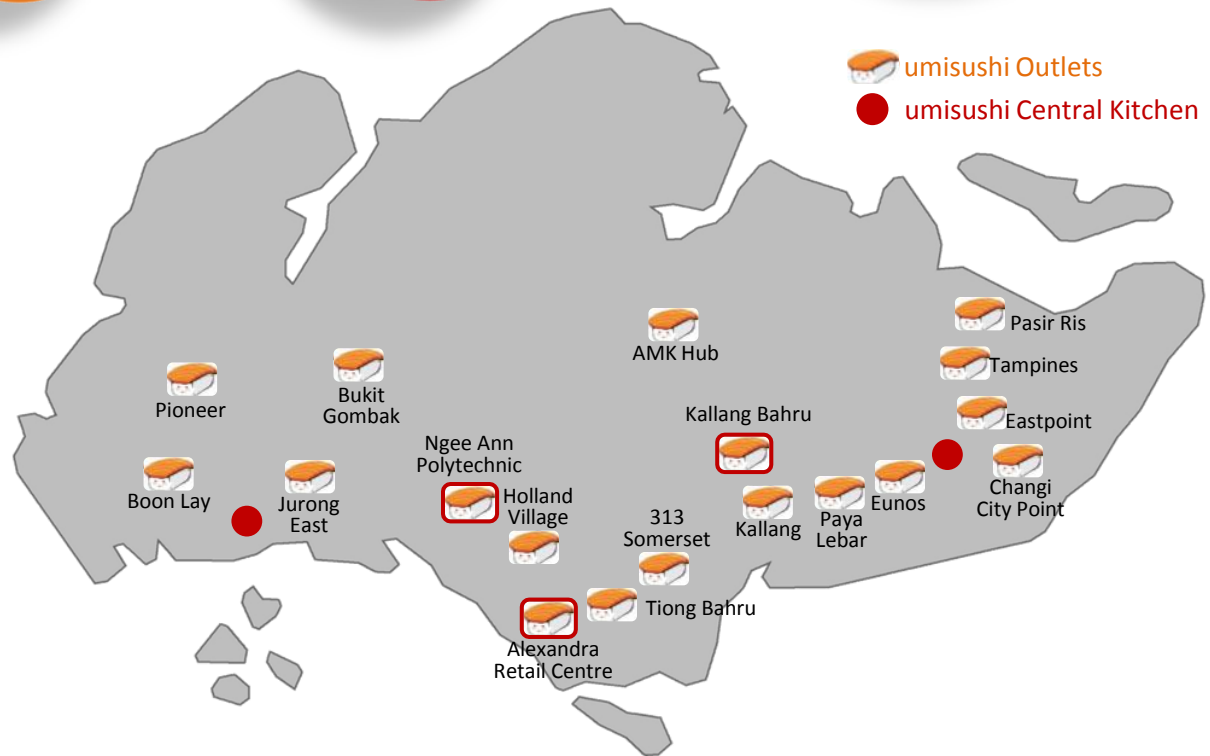 umisushi Outlets
umisushi Central Kitchen
Pasir Ris
AMK Hub
Tampines
Bukit
Gombak
Pioneer
Kallang Bahru
Eastpoint
Ngee Ann
Polytechnic
Boon Lay
Jurong
East
Holland
Village
313
Somerset
Kallang
Paya
Lebar
Eunos
Changi
City Point
Tiong Bahru
Alexandra
Retail Centre